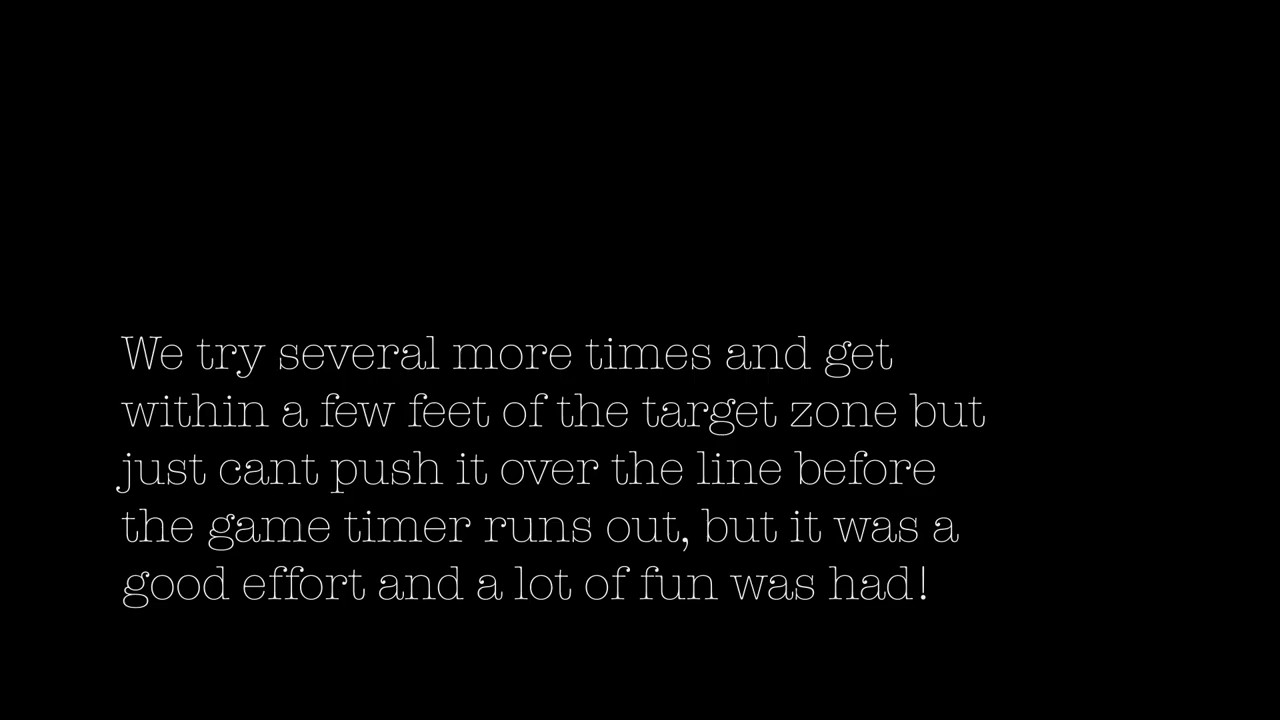 We try several more times and get
within a few feet of the target zone but
just cant push it over the line before
the game timer runs out, but it was a
good effort and a lot of fun was had!